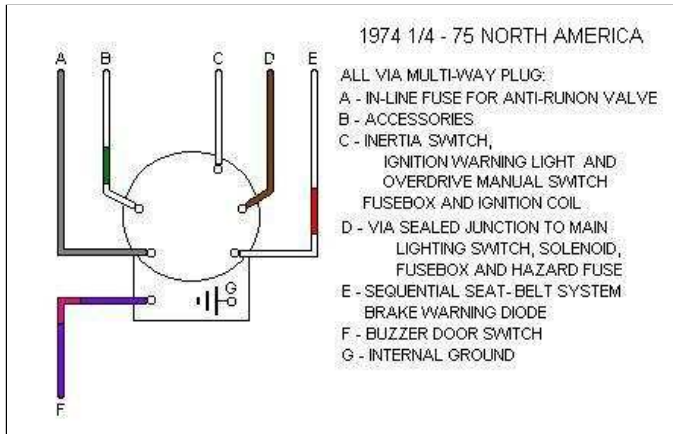 1974 1/4 - 75 NORTH AMERICA
A
B
C
D
E
ALL VIA MULTI-WAY PLUG:
A - IN-LINE FUSE FOR ANTI-RUNON VALVE
B - ACCESSORIES
C - INERTIA SWITCH,
IGNITION WARNING LIGHT AND
OVERDRIVE MANUAL SWITCH
FUSEBOX AND IGNITION COIL
D - VIA SEALED JUNCTION TO MAIN
LIGHTING SWITCH, SOLENOID,
FUSEBOX AND HAZARD FUSE
E - SEQUENTIAL SEAT-BELT SYSTEM
BRAKE WARNING DIODE
F - BUZZER DOOR SWITCH
G - INTERNAL GROUND
G
F